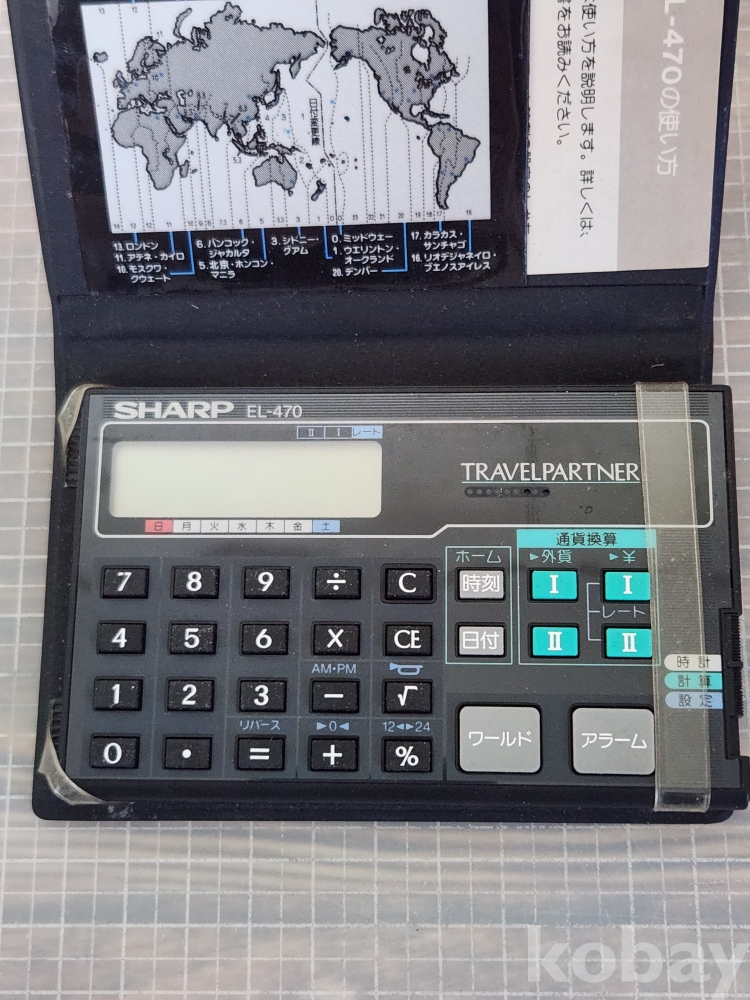 EL-470の使い方
使い方を説明します。詳しくは、
をお読みください。
13 12
日付変更線
13. ロンドン
11. アテネ・カイロ
10. モスクワ・
クウェート
6. バンコック・
ジャカルタ
5. 北京・ホンコン・
マニラ
3. シドニー・
グアム
0. ミッドウェー
1. ウエリントン・
オークランド
20. デンバー
17. カラカス・
サンチャゴ
16. リオデジャネイロ・
ブエノスアイレス
SHARP EL-470
II I レート
TRAVELPARTNER
日 月 火 水 木 金 土
通貨換算
ホーム ►外貨 ►¥
7 8 9 ÷ C 時刻 I I
レート
4 5 6 X CE 日付 II II
AM・PM
時計
計算
設定
1 2 3 − √
リバース ►0◄ 12◄►24
ワールド アラーム
0 • = + %
kobay